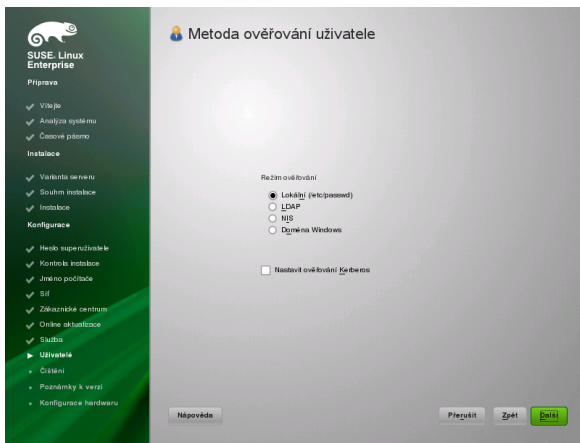 SUSE. Linux
Enterprise
Příprava
Vítejte
Analýza systému
Časové pásmo
Instalace
Varianta serveru
Souhrn instalace
Instalace
Konfigurace
Heslo superuživatele
Kontrola instalace
Jméno počítače
Síť
Zákaznické centrum
Online aktualizace
Služba
Uživatelé
Čištění
Poznámky k verzi
Konfigurace hardwaru
Metoda ověřování uživatele
Režim ověřování
Lokální (/etc/passwd)
LDAP
NIS
Doména Windows
Nastavit ověřování Kerberos
Nápověda
Přerušit
Zpět
Další